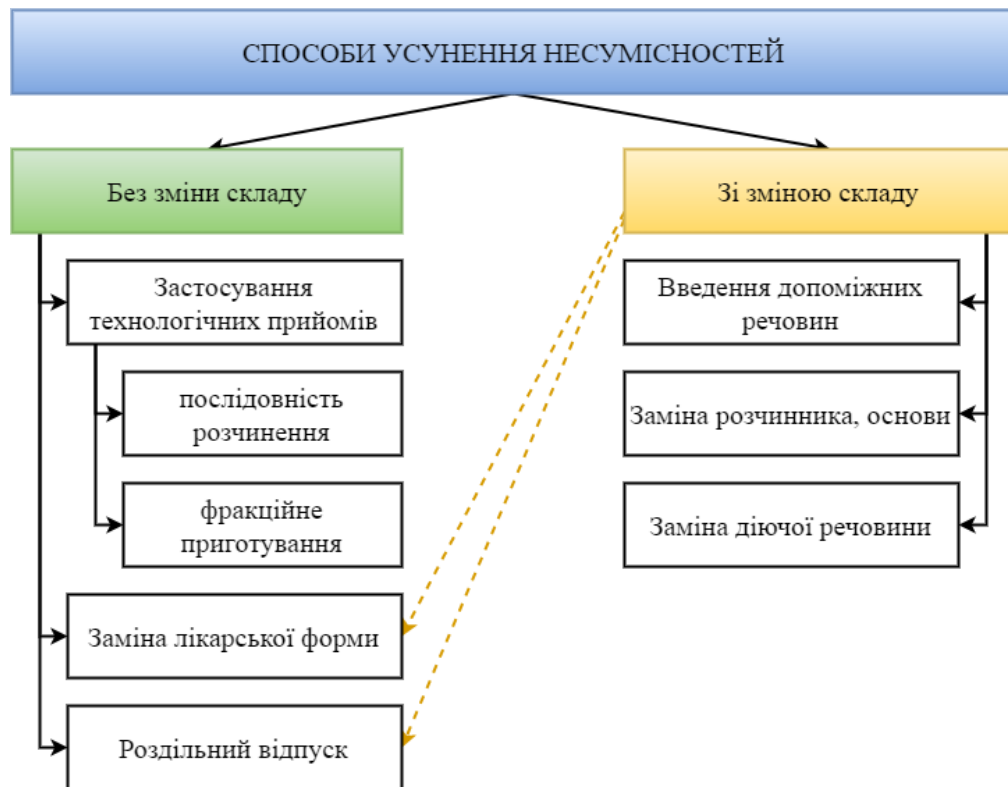 СПОСОБИ УСУНЕННЯ НЕСУМІСНОСТЕЙ
Без зміни складу
Застосування
технологічних прийомів
послідовність
розчинення
фракційне
приготування
Заміна лікарської форми
Роздільний відпуск
Зі зміною складу
Введення допоміжних
речовин
Заміна розчинника, основи
Заміна діючої речовини